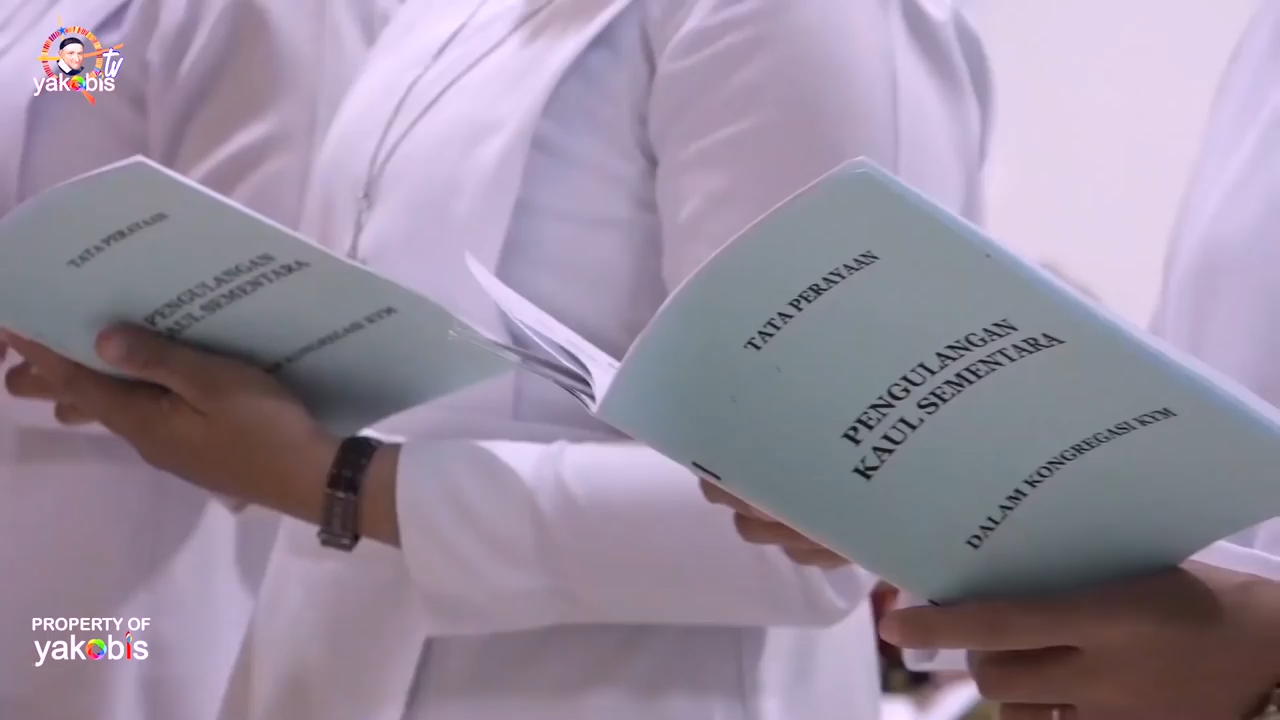 tv
yakobis
TATA PERAYAAN
PENGULANGAN
KAUL SEMENTARA
KONGREGASI KYM
TATA PERAYAAN
PENGULANGAN
KAUL SEMENTARA
DALAM KONGREGASI KYM
PROPERTY OF
yakobis